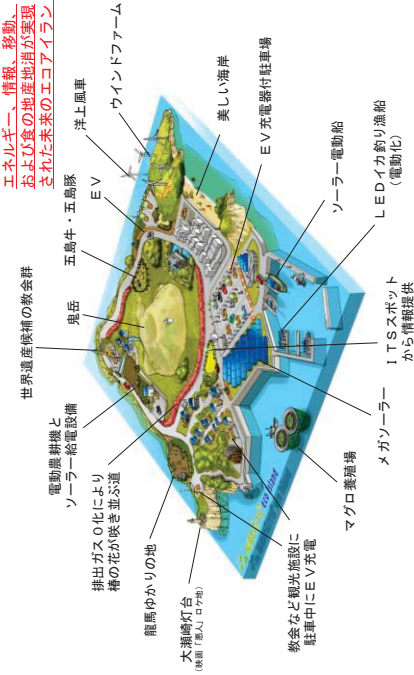 エネルギー、情報、移動、
および食の地産地消が実現
された未来のエコアイラン
ウインドファーム
洋上風車
EV
五島牛・五島豚
鬼岳
世界遺産候補の教会群
電動農耕機と
ソーラー給電設備
排出ガス0化により
椿の花が咲き並ぶ道
龍馬ゆかりの地
大瀬崎灯台
(映画「悪人」ロケ地)
美しい海岸
EV充電器付駐車場
ソーラー電動船
LEDイカ釣り漁船
(電動化)
ITSスポット
から情報提供
メガソーラー
マグロ養殖場
教会など観光施設に
駐車中にEV充電
eco island